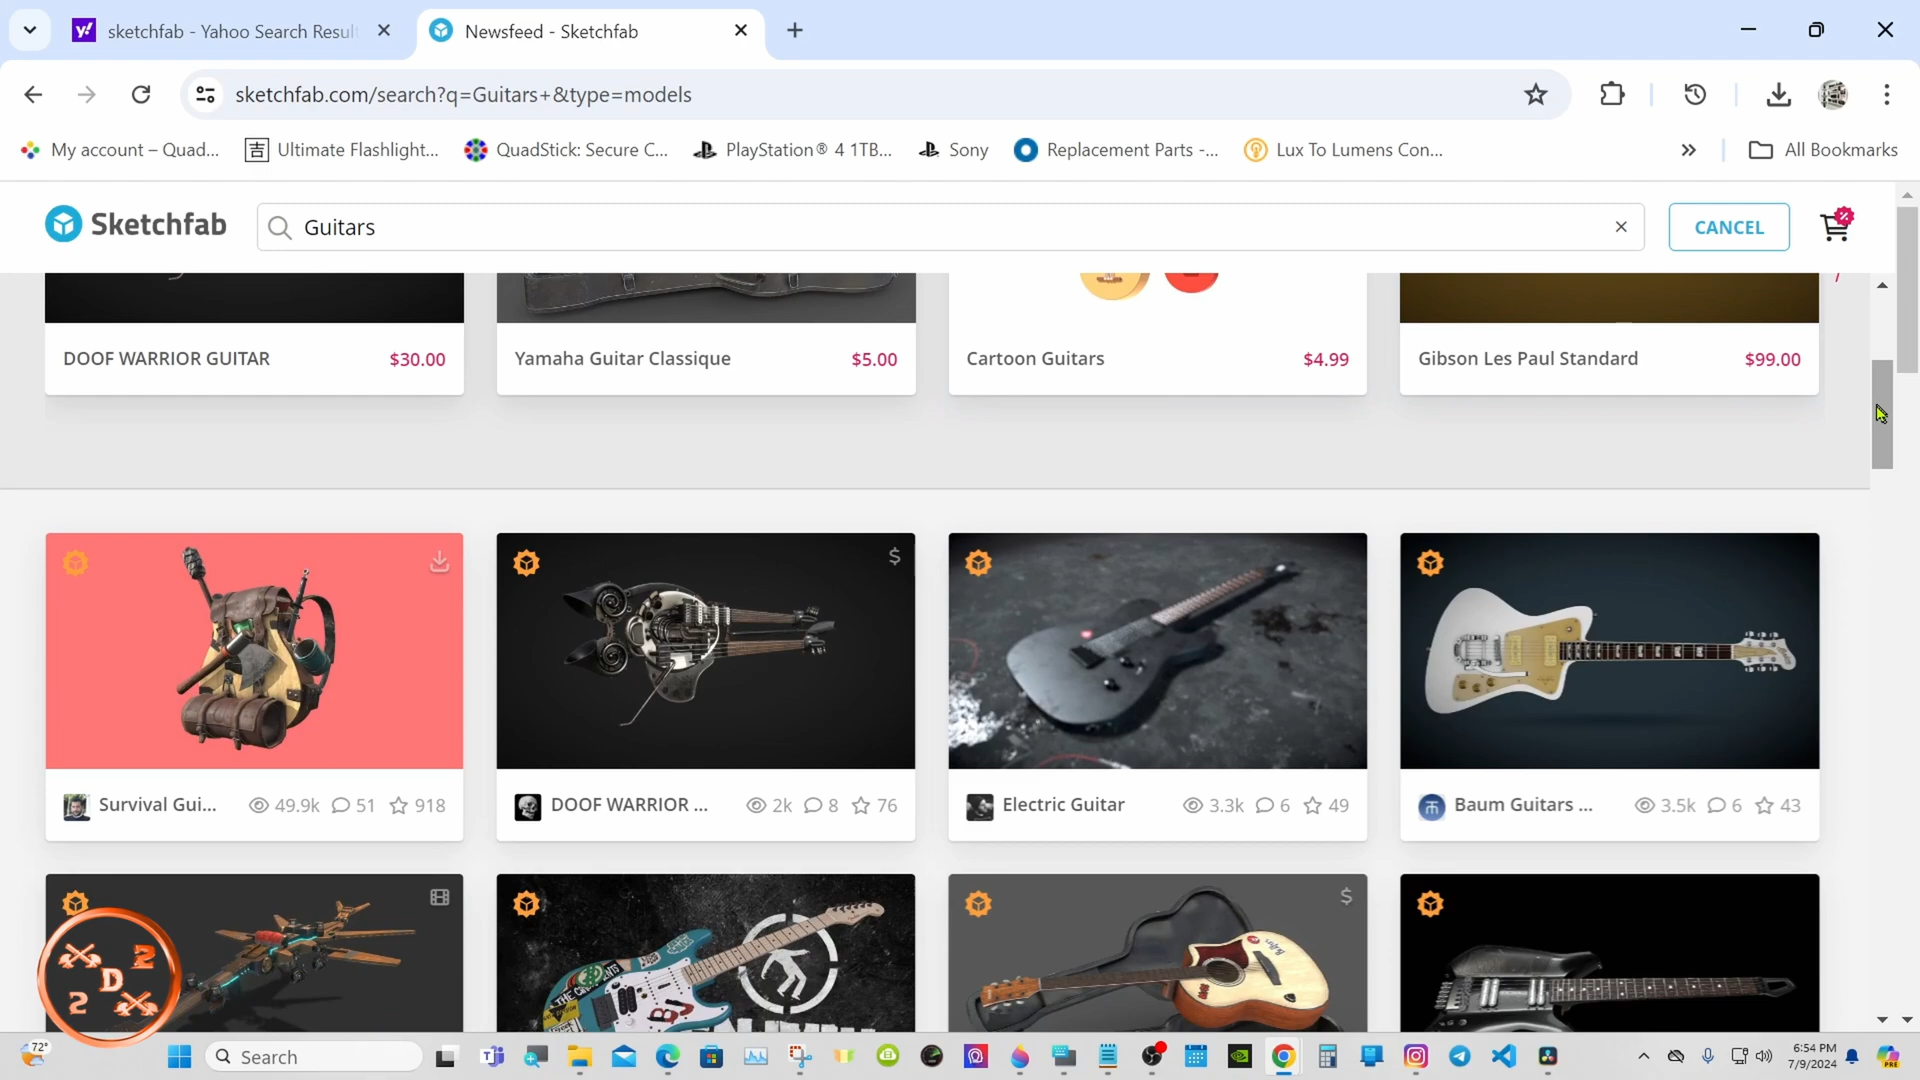 sketchfab - Yahoo Search Resul
Newsfeed - Sketchfab
sketchfab.com/search?q=Guitars+&type=models
My account – Quad...
吉 Ultimate Flashlight...
QuadStick: Secure C...
PlayStation® 4 1TB...
Sony
Replacement Parts -...
Lux To Lumens Con...
All Bookmarks
Sketchfab
Guitars
CANCEL
DOOF WARRIOR GUITAR $30.00
Yamaha Guitar Classique $5.00
Cartoon Guitars $4.99
Gibson Les Paul Standard $99.00
Survival Gui... 49.9k 51 918
DOOF WARRIOR ... 2k 8 76
Electric Guitar 3.3k 6 49
Baum Guitars ... 3.5k 6 43
D 2
2
72°
Search
6:54 PM
7/9/2024
PRE